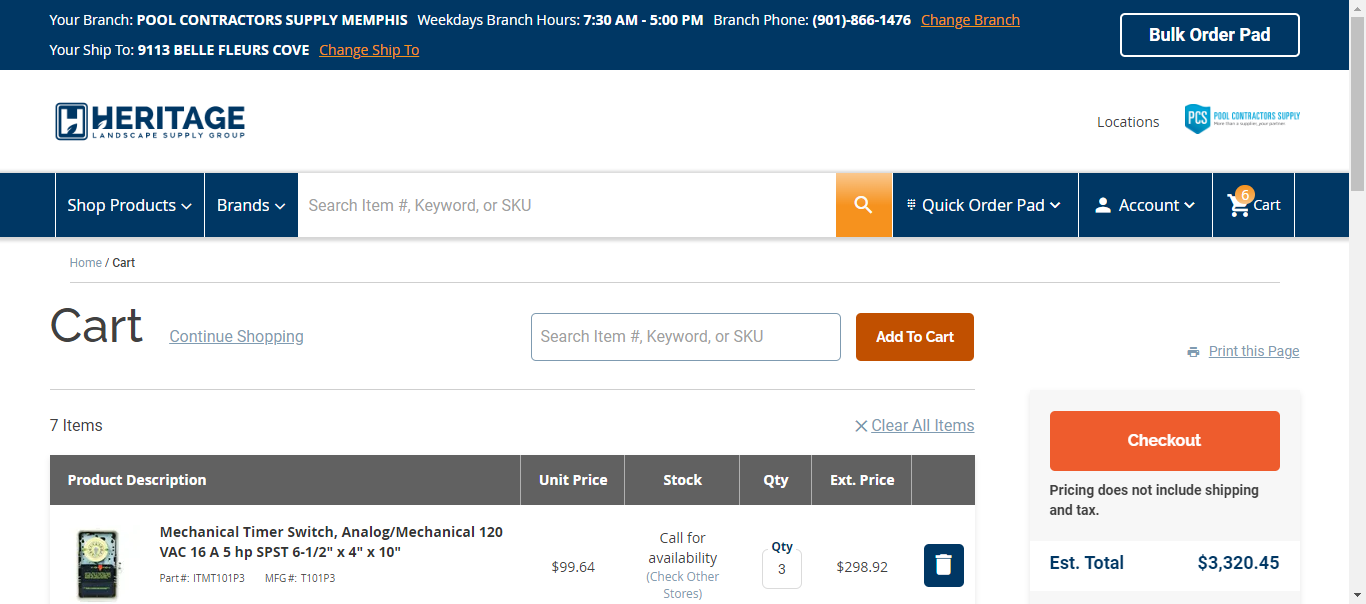 Your Branch: POOL CONTRACTORS SUPPLY MEMPHIS Weekdays Branch Hours: 7:30 AM - 5:00 PM Branch Phone: (901)-866-1476 Change Branch
Your Ship To: 9113 BELLE FLEURS COVE Change Ship To
Bulk Order Pad
HERITAGE
LANDSCAPE SUPPLY GROUP
Locations
PCS POOL CONTRACTORS SUPPLY
More than a supplier, your partner
Shop Products
Brands
Search Item #, Keyword, or SKU
Quick Order Pad
Account
6
Cart
Home / Cart
Cart
Continue Shopping
Search Item #, Keyword, or SKU
Add To Cart
Print this Page
7 Items
Clear All Items
Product Description Unit Price Stock Qty Ext. Price
Mechanical Timer Switch, Analog/Mechanical 120
VAC 16 A 5 hp SPST 6-1/2" x 4" x 10"
Part#: ITMT101P3 MFG#: T101P3
$99.64
Call for
availability
(Check Other
Stores)
Qty
3
$298.92
Checkout
Pricing does not include shipping
and tax.
Est. Total $3,320.45